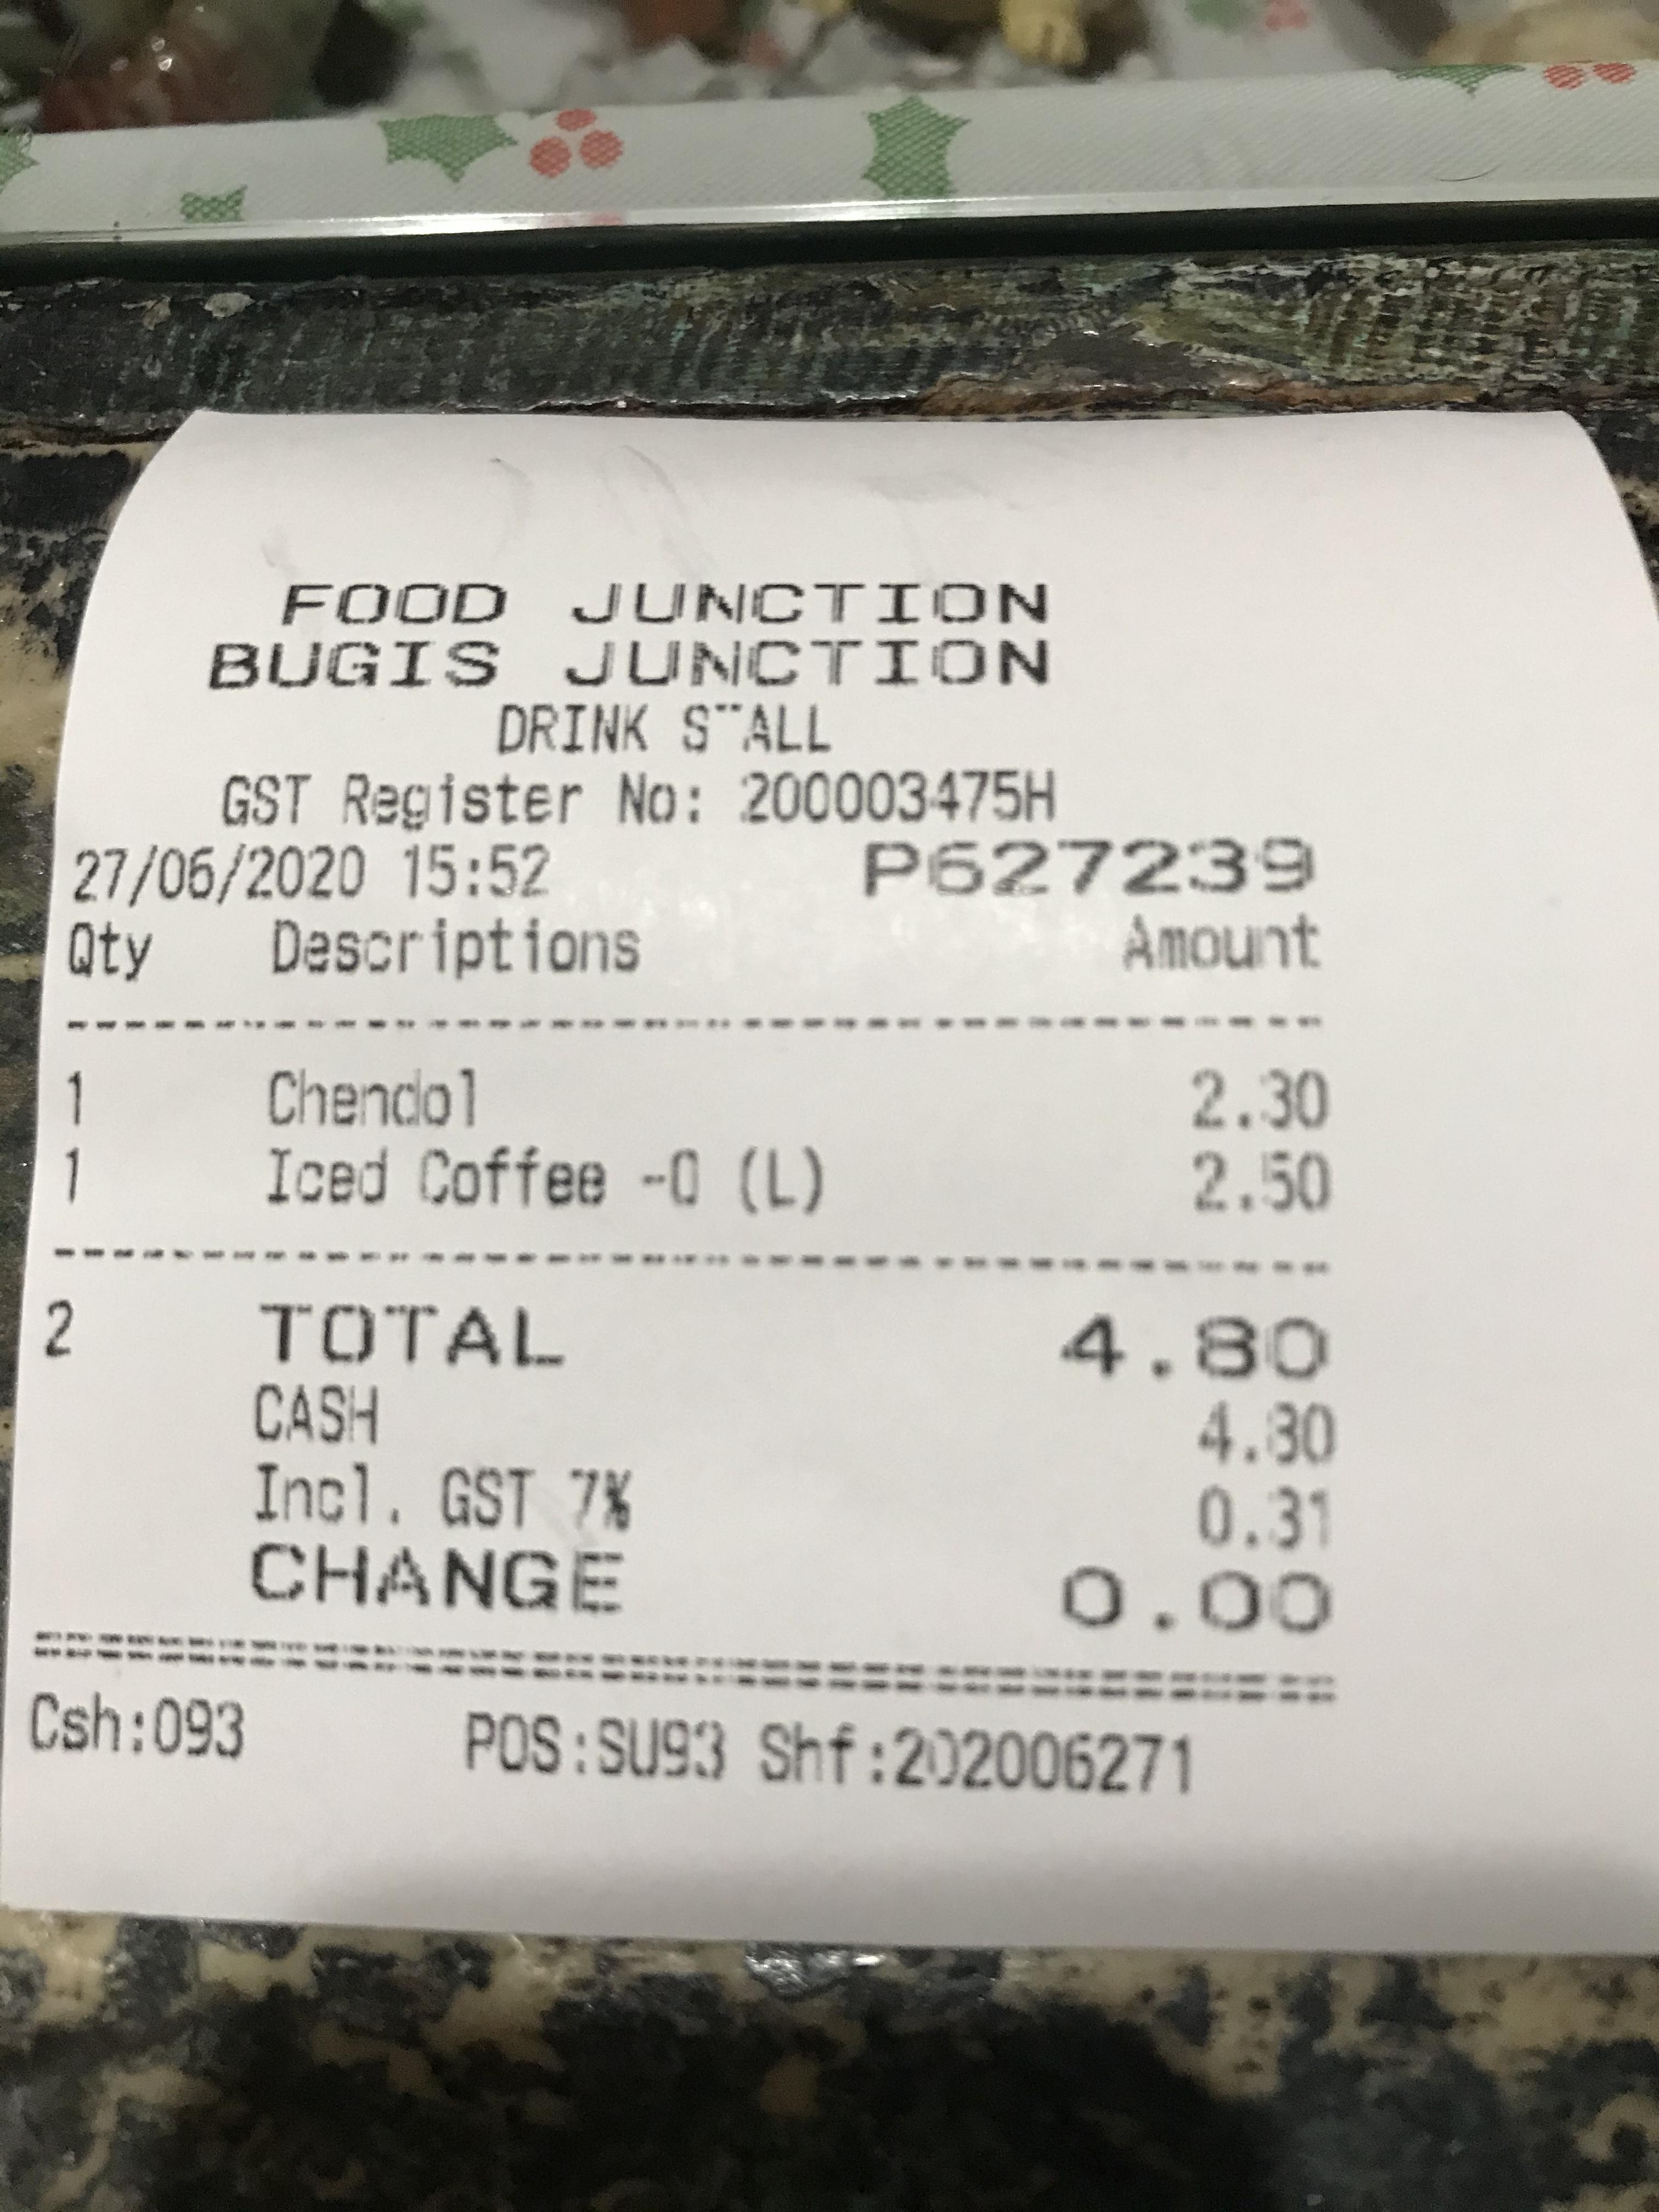 FOOD JUNCTION
BUGIS JUNCTION
DRINK STALL
GST Register No: 200003475H
27/06/2020 15:52 P627239
Qty Descriptions Amount
1 Chendol 2.30
1 Iced Coffee -O (L) 2.50
2 TOTAL 4.80
CASH 4.80
Incl. GST 7% 0.31
CHANGE 0.00
Csh:093 POS:SU93 Shf:202006271